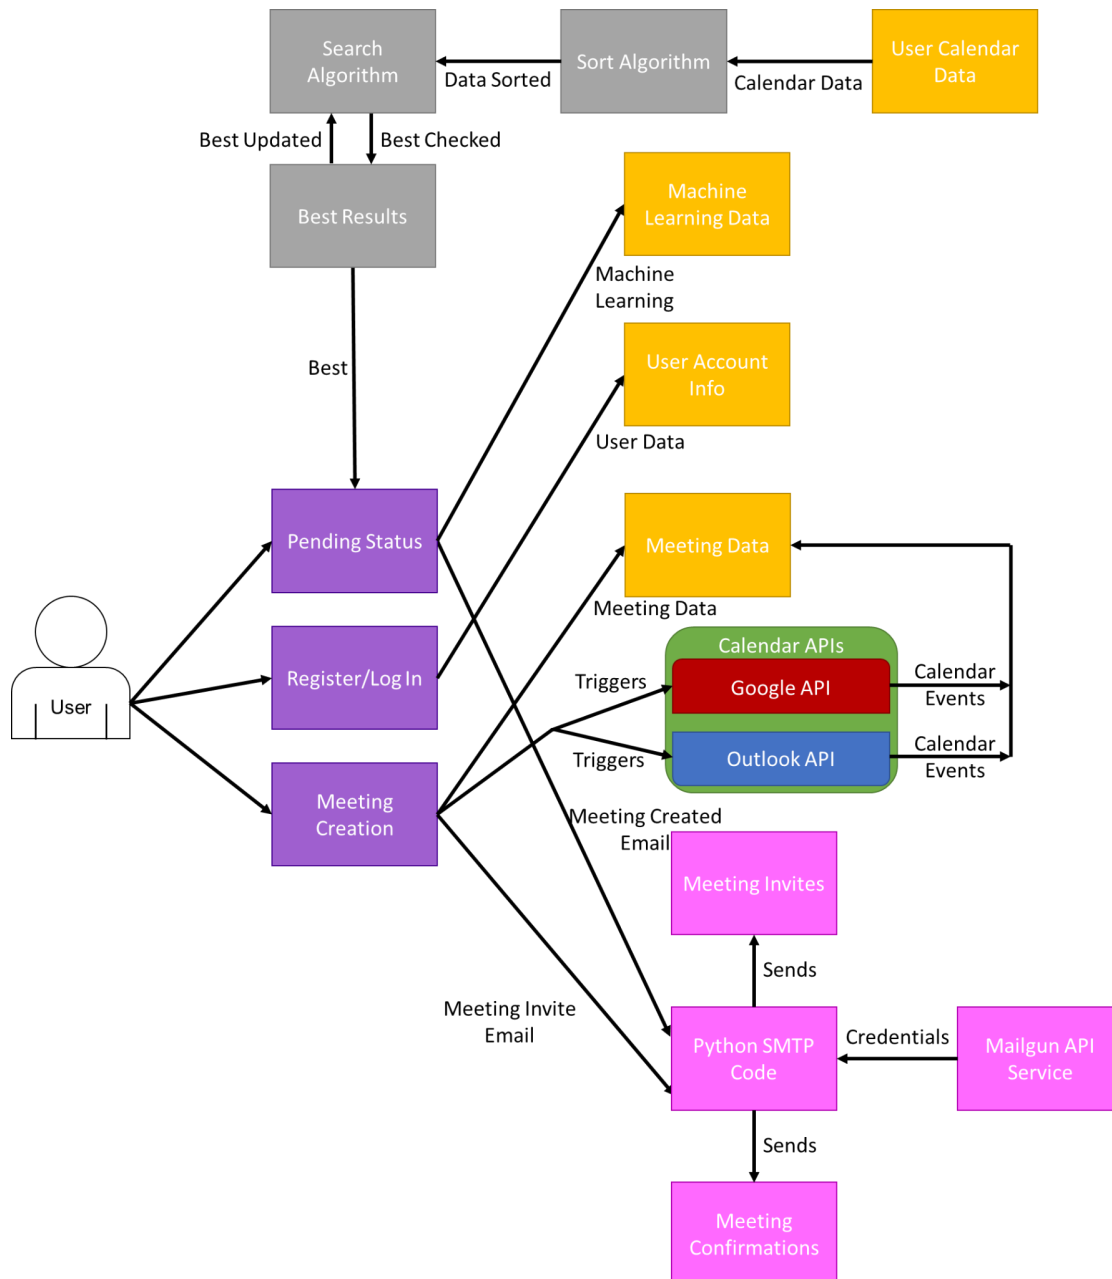 Search
Algorithm
Data Sorted
Sort Algorithm
Calendar Data
User Calendar
Data
Best Updated
Best Checked
Best Results
Machine
Learning Data
Machine
Learning
Best
User Account
Info
User Data
Pending Status
Meeting Data
Meeting Data
Register/Log In
User
Calendar APIs
Triggers
Google API
Calendar
Events
Triggers
Outlook API
Calendar
Events
Meeting
Creation
Meeting Created
Email
Meeting Invites
Sends
Meeting Invite
Email
Python SMTP
Code
Credentials
Mailgun API
Service
Sends
Meeting
Confirmations